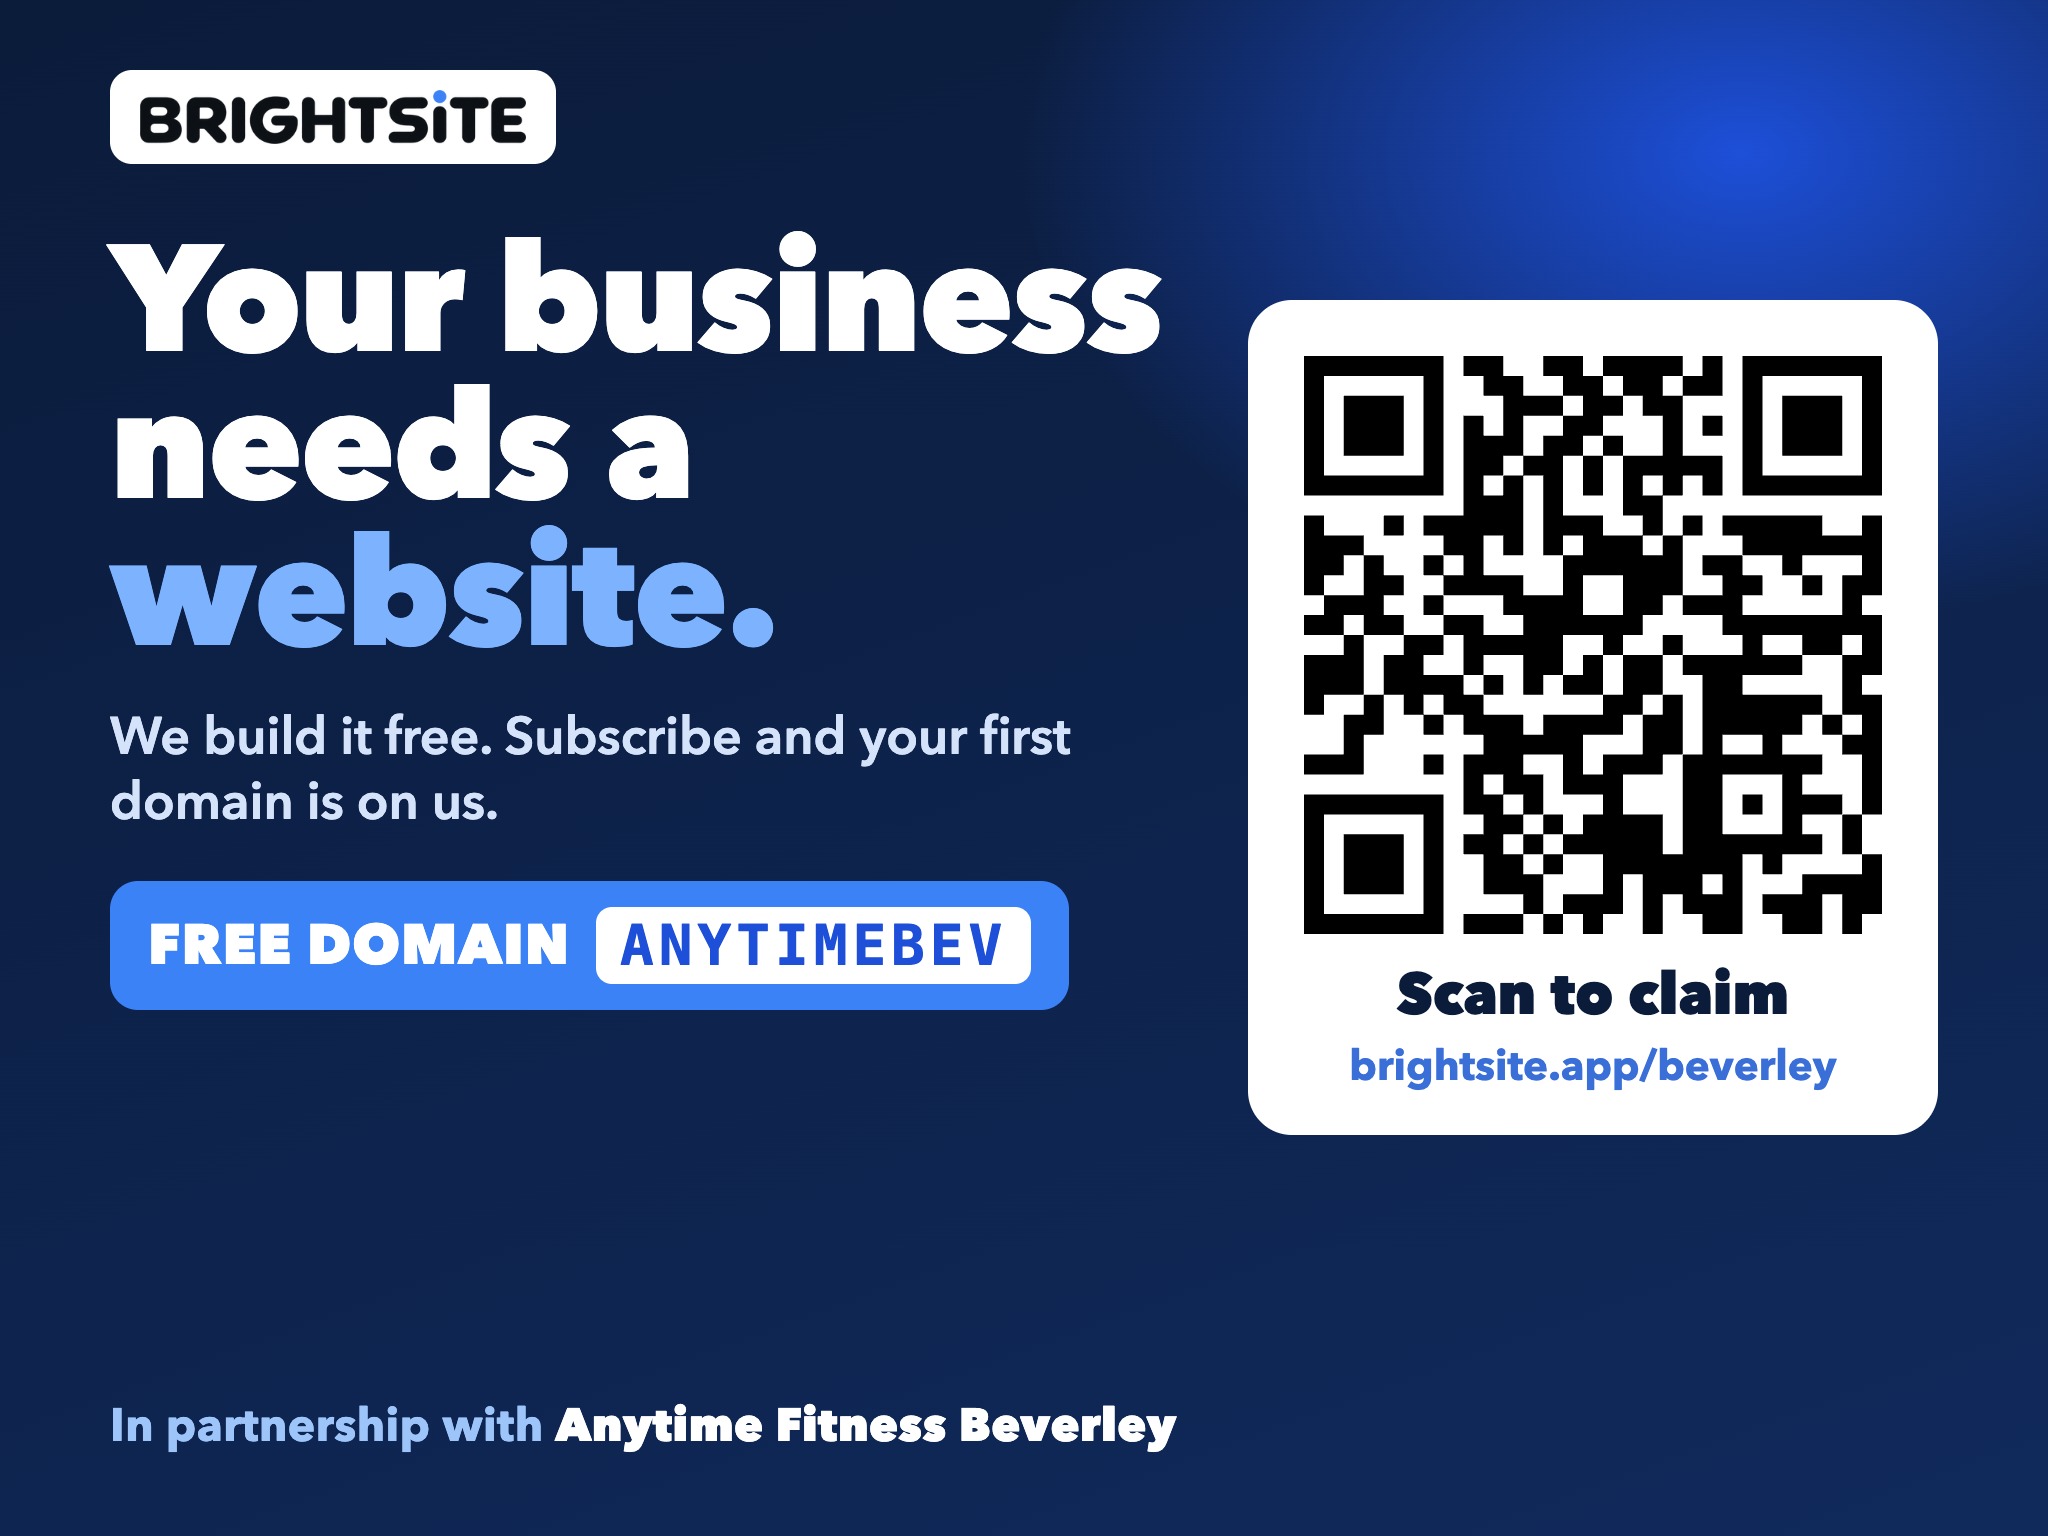 BRIGHTSiTE
Your business
needs a
website.
We build it free. Subscribe and your first
domain is on us.
FREE DOMAIN ANYTIMEBEV
Scan to claim
brightsite.app/beverley
In partnership with Anytime Fitness Beverley